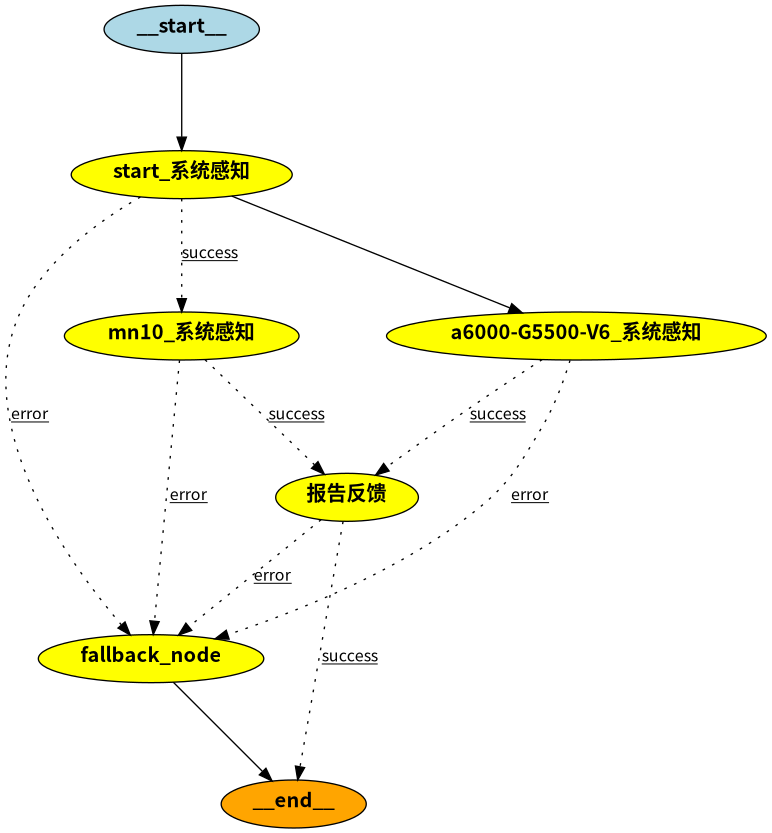 __start__
start_系统感知
success
mn10_系统感知
a6000-G5500-V6_系统感知
error
success
success
error
error
报告反馈
error
success
fallback_node
__end__